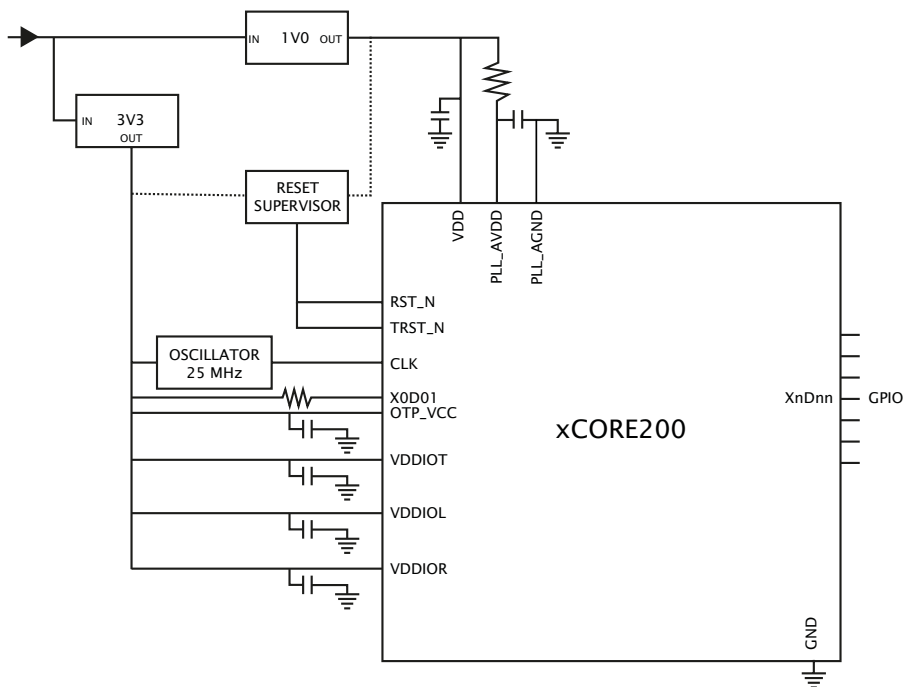 IN 1V0 OUT
IN 3V3
OUT
RESET
SUPERVISOR
VDD
PLL_AVDD
PLL_AGND
RST_N
TRST_N
OSCILLATOR
25 MHz
CLK
X0D01
OTP_VCC
VDDIOT
VDDIOL
VDDIOR
xCORE200
XnDnn
GPIO
GND